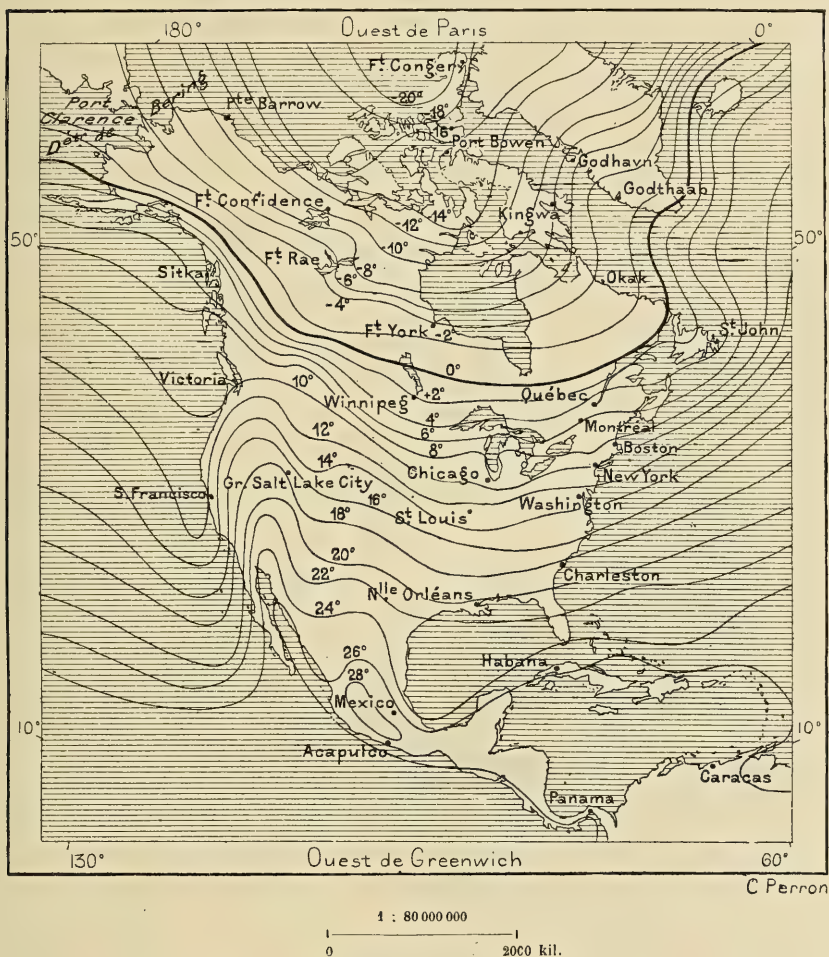 180° Ouest de Paris 0°
Ft Congery
-20°
-18°
Pte Barrow
Port Clarence
Détr. de Bering
16°
Port Bowen
Godhavn
Godthaab
Ft Confidence
-14°
-12°
Kingwa
50° -10° 50°
Ft Rae
-8°
-6°
Sitka
Okak
-4°
Ft York -2°
St John
0°
Victoria
10°
+2°
Winnipeg
Québec
4°
12°
6°
Montréal
8°
Boston
14°
Chicago
New York
Gr. Salt Lake City
S. Francisco
16°
Washington
18°
St Louis
20°
Charleston
22°
Nlle Orléans
24°
26°
Habana
28°
Mexico
10° 10°
Acapulco
Caracas
Panama
130° Ouest de Greenwich 60°
C Perron
1 : 80 000 000
0 2000 kil.